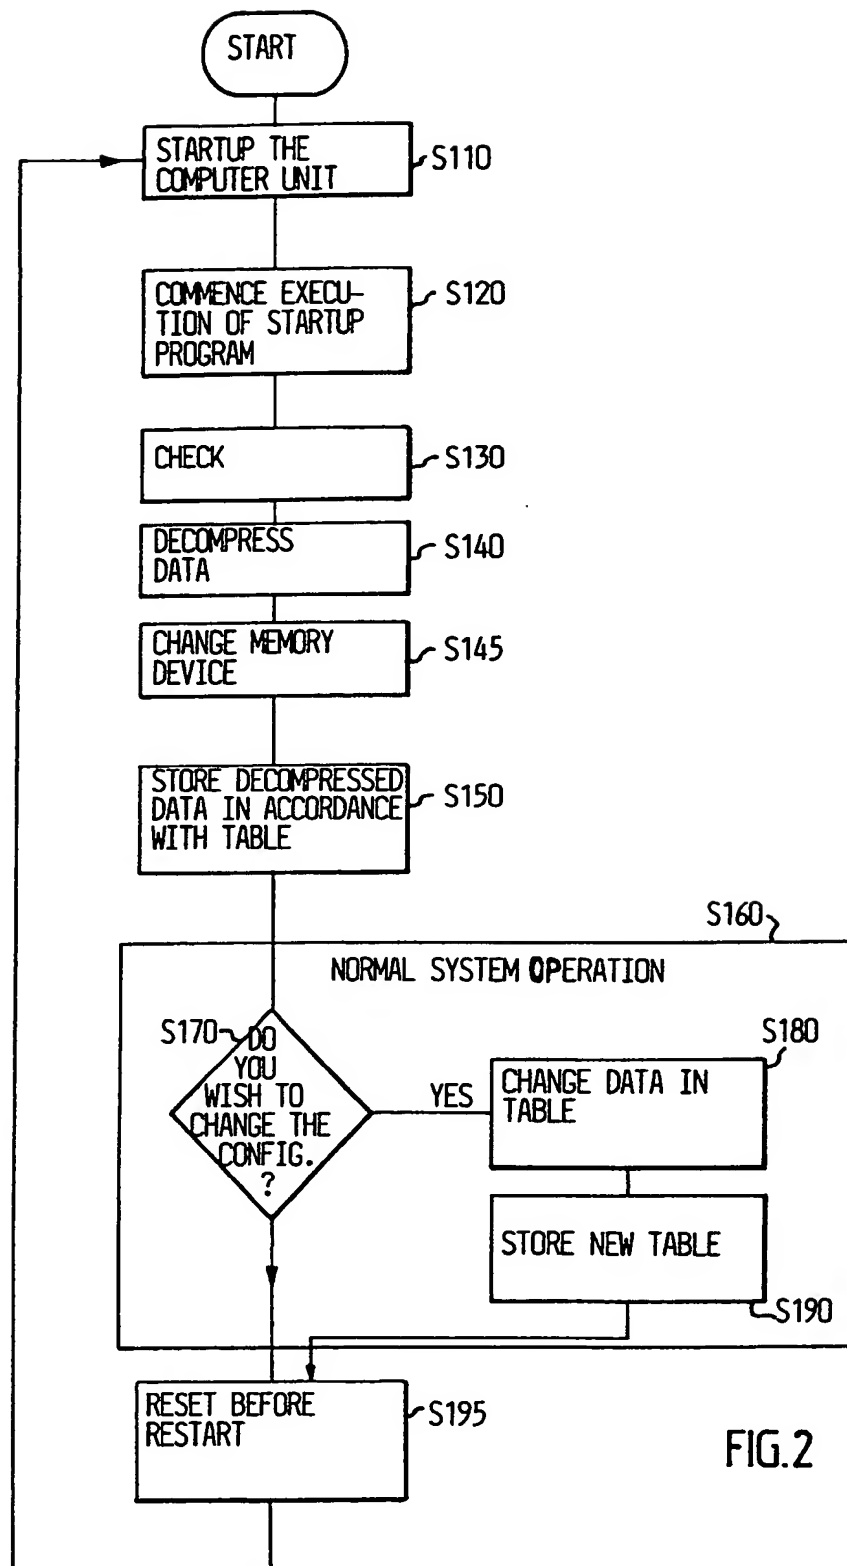 START
STARTUP THE
COMPUTER UNIT
S110
COMMENCE EXECU-
TION OF STARTUP
PROGRAM
S120
CHECK
S130
DECOMPRESS
DATA
S140
CHANGE MEMORY
DEVICE
S145
STORE DECOMPRESSED
DATA IN ACCORDANCE
WITH TABLE
S150
S160
NORMAL SYSTEM OPERATION
S170
DO
YOU
WISH TO
CHANGE THE
CONFIG.
?
YES
S180
CHANGE DATA IN
TABLE
STORE NEW TABLE
S190
RESET BEFORE
RESTART
S195
FIG.2